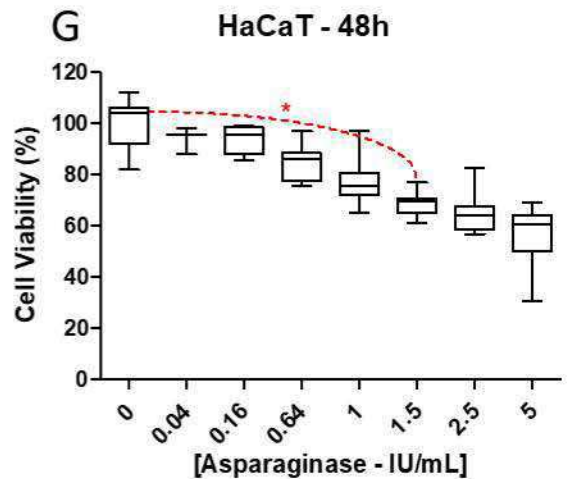 G
HaCaT - 48h
Cell Viability (%)
120
100
80
60
40
20
0
*
0 0.04 0.16 0.64 1 1.5 2.5 5
[Asparaginase - IU/mL]